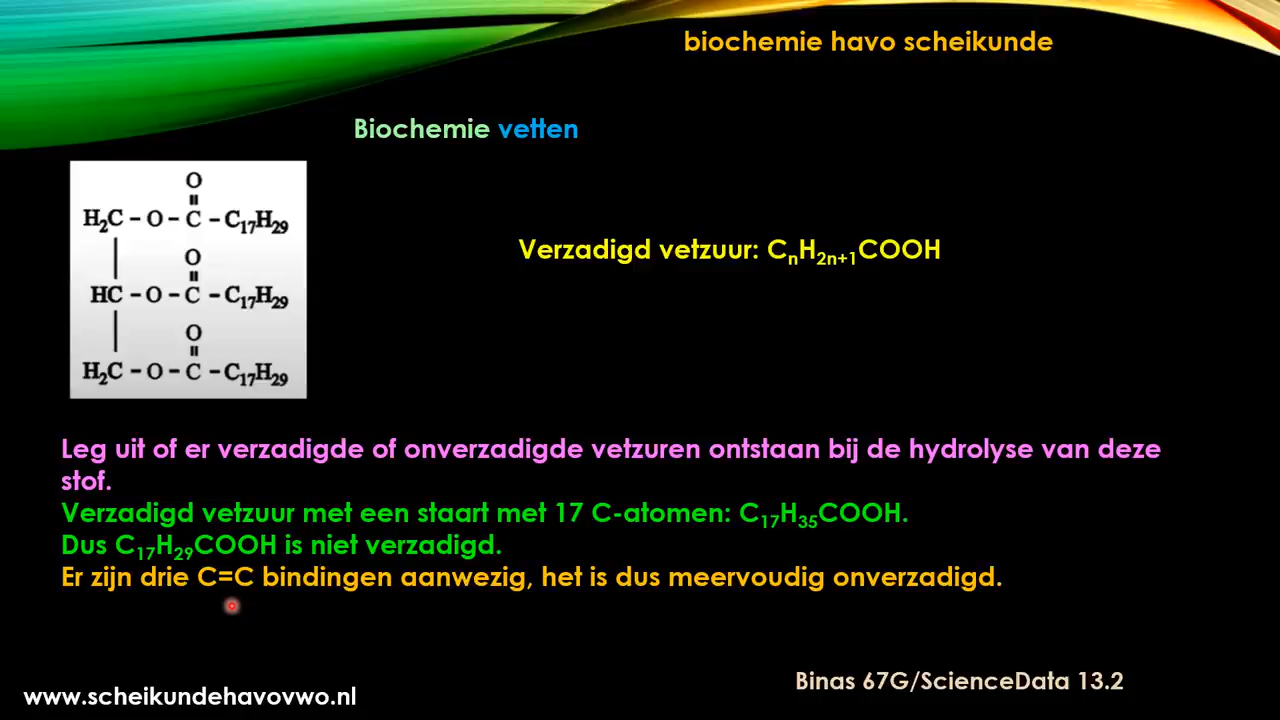 biochemie havo scheikunde
Biochemie vetten
O
H₂C – O – C – C₁₇H₂₉
O
HC – O – C – C₁₇H₂₉
O
H₂C – O – C – C₁₇H₂₉
Verzadigd vetzuur: CₙH₂ₙ₊₁COOH
Leg uit of er verzadigde of onverzadigde vetzuren ontstaan bij de hydrolyse van deze
stof.
Verzadigd vetzuur met een staart met 17 C-atomen: C₁₇H₃₅COOH.
Dus C₁₇H₂₉COOH is niet verzadigd.
Er zijn drie C=C bindingen aanwezig, het is dus meervoudig onverzadigd.
Binas 67G/ScienceData 13.2
www.scheikundehavovwo.nl